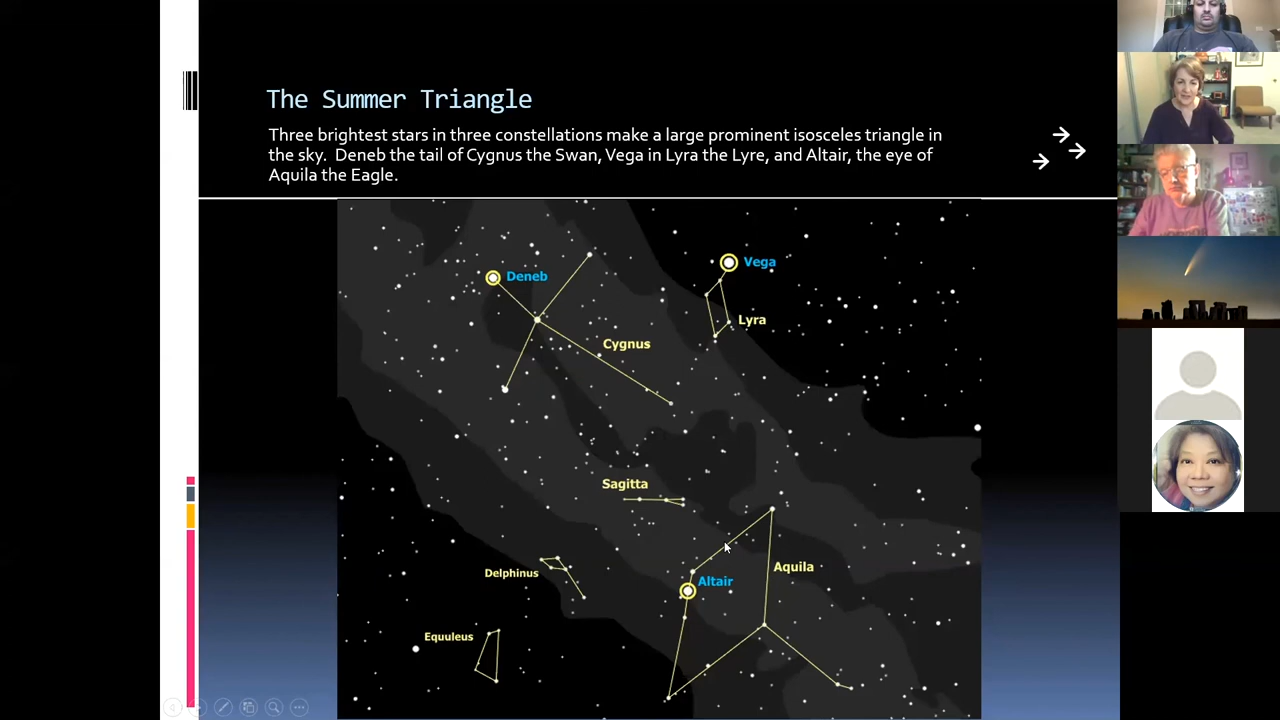 The Summer Triangle
Three brightest stars in three constellations make a large prominent isosceles triangle in
the sky.  Deneb the tail of Cygnus the Swan, Vega in Lyra the Lyre, and Altair, the eye of
Aquila the Eagle.
Vega
Deneb
Lyra
Cygnus
Sagitta
Aquila
Delphinus
Altair
Equuleus